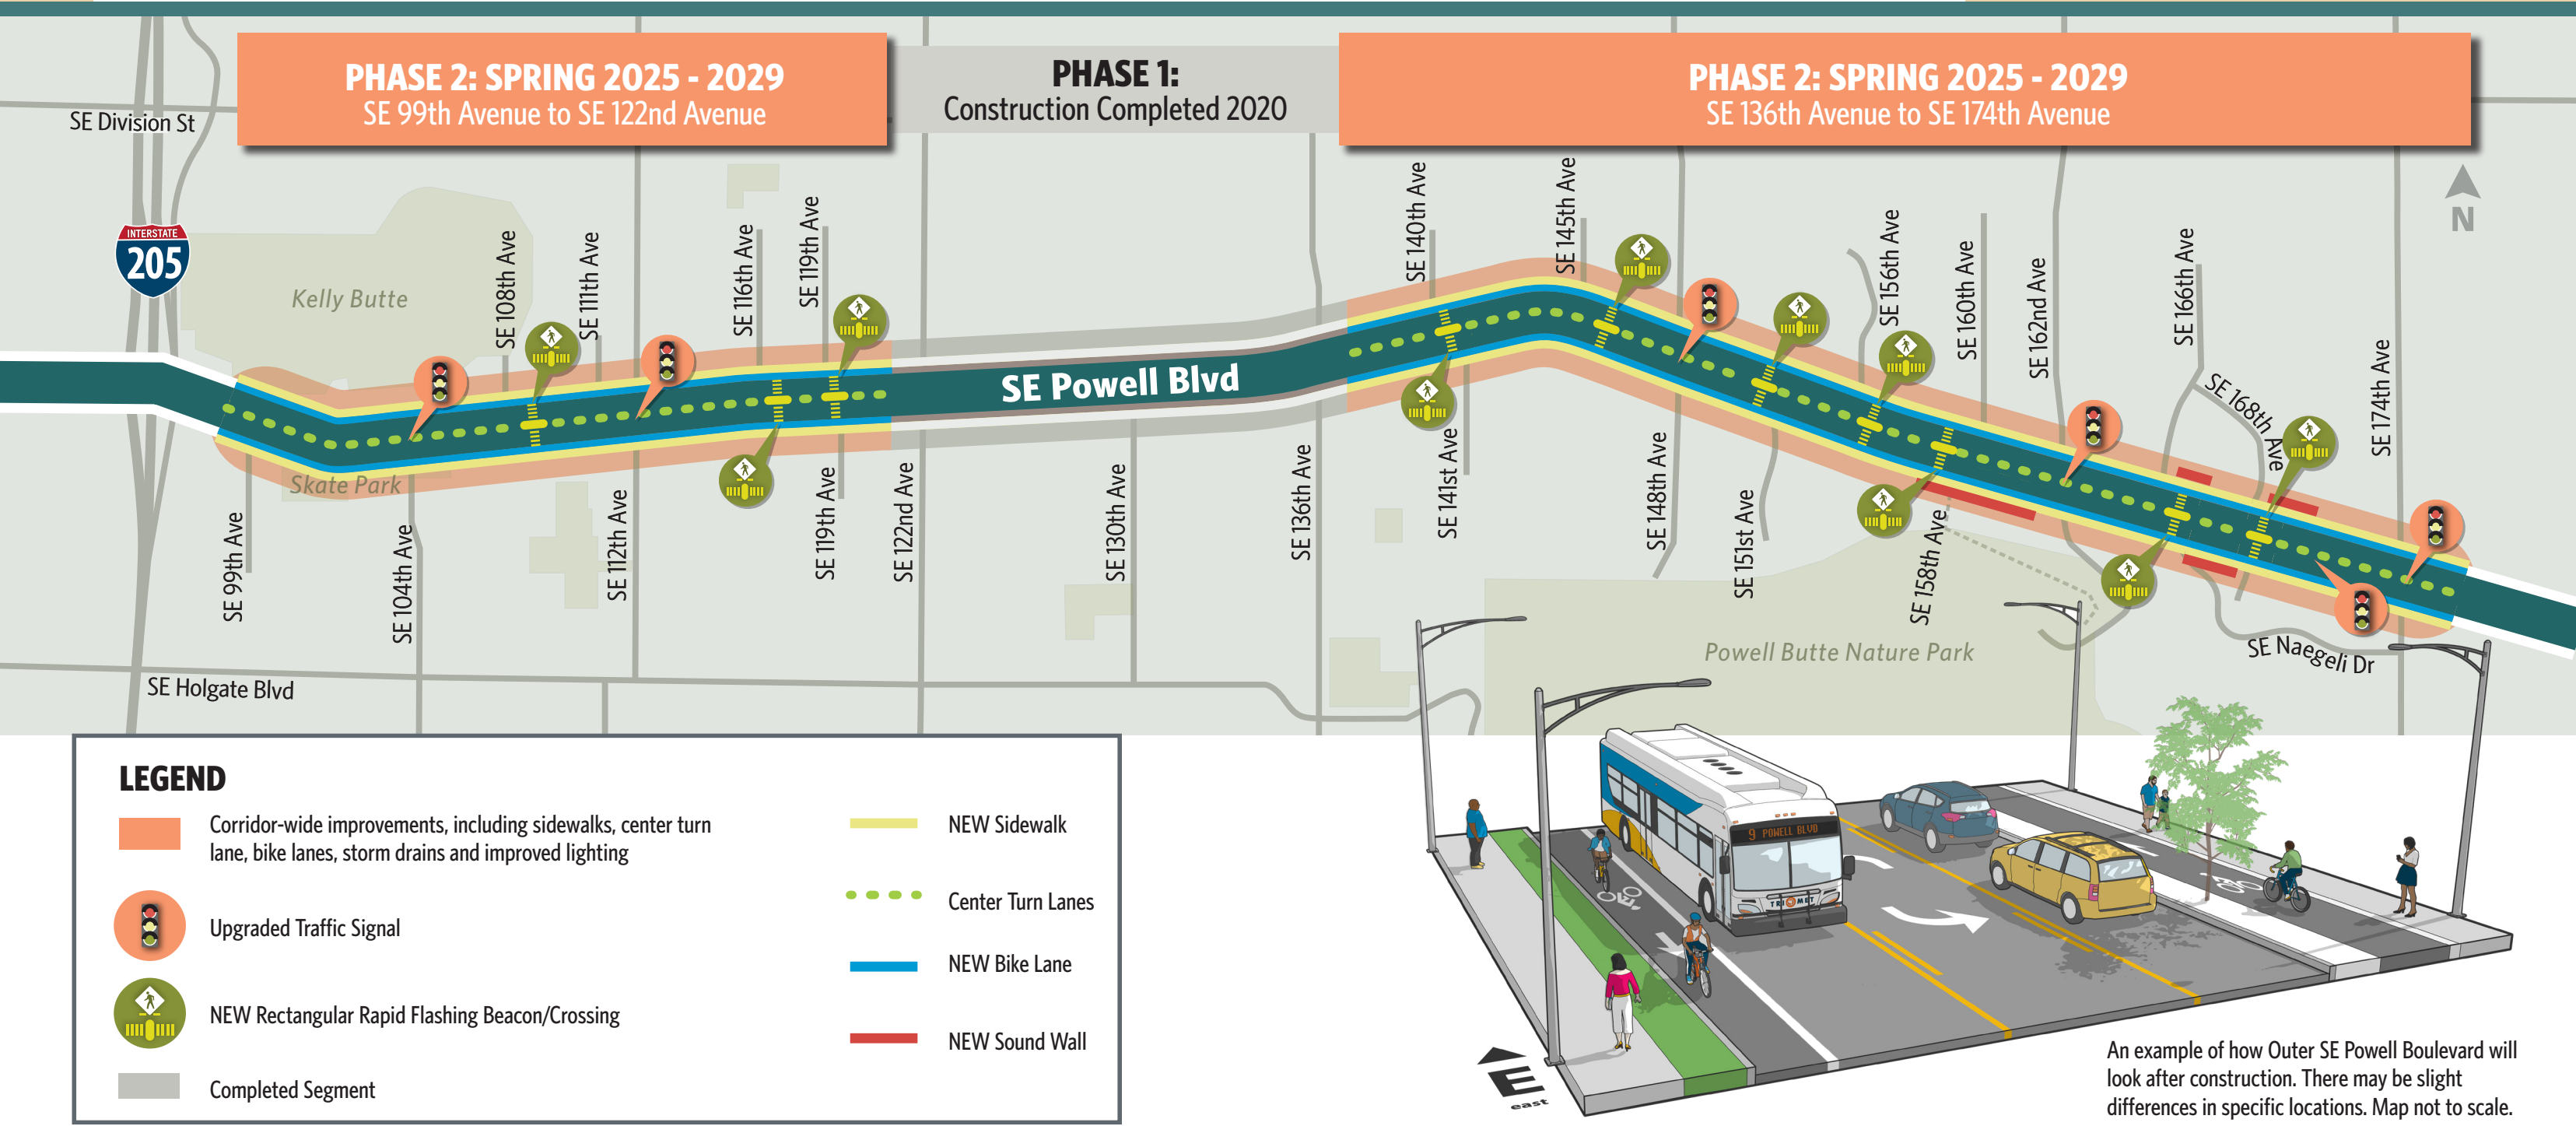 PHASE 2: SPRING 2025 - 2029
SE 99th Avenue to SE 122nd Avenue
PHASE 1:
Construction Completed 2020
PHASE 2: SPRING 2025 - 2029
SE 136th Avenue to SE 174th Avenue
SE Division St
INTERSTATE
205
Kelly Butte
SE 108th Ave
SE 111th Ave
SE 116th Ave
SE 119th Ave
SE 140th Ave
SE 145th Ave
SE 156th Ave
SE 160th Ave
SE 162nd Ave
SE 166th Ave
SE 168th Ave
SE 174th Ave
N
SE Powell Blvd
Skate Park
SE 99th Ave
SE 104th Ave
SE 112th Ave
SE 119th Ave
SE 122nd Ave
SE 130th Ave
SE 136th Ave
SE 141st Ave
SE 148th Ave
SE 151st Ave
SE 158th Ave
Powell Butte Nature Park
SE Naegeli Dr
SE Holgate Blvd
LEGEND
Corridor-wide improvements, including sidewalks, center turn
lane, bike lanes, storm drains and improved lighting
Upgraded Traffic Signal
NEW Rectangular Rapid Flashing Beacon/Crossing
Completed Segment
NEW Sidewalk
Center Turn Lanes
NEW Bike Lane
NEW Sound Wall
9 POWELL BLVD
TRIMET
E
east
An example of how Outer SE Powell Boulevard will
look after construction. There may be slight
differences in specific locations. Map not to scale.